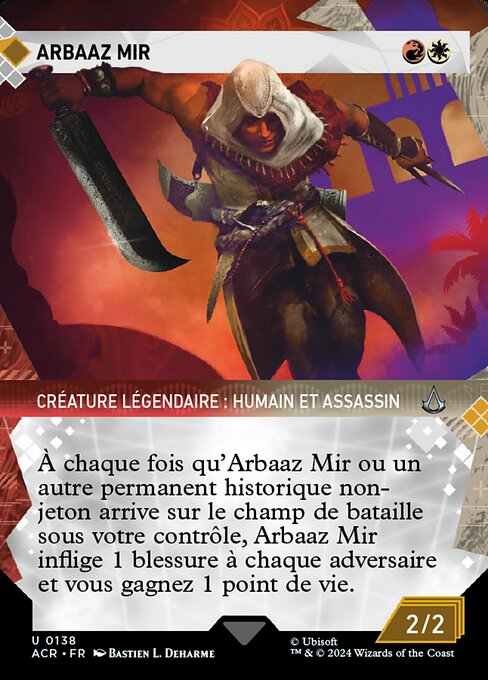 ARBAAZ MIR
CRÉATURE LÉGENDAIRE : HUMAIN ET ASSASSIN
À chaque fois qu'Arbaaz Mir ou un
autre permanent historique non-
jeton arrive sur le champ de bataille
sous votre contrôle, Arbaaz Mir
inflige 1 blessure à chaque adversaire
et vous gagnez 1 point de vie.
2/2
U 0138
ACR • FR Bastien L. Deharme
© Ubisoft
™ & © 2024 Wizards of the Coast